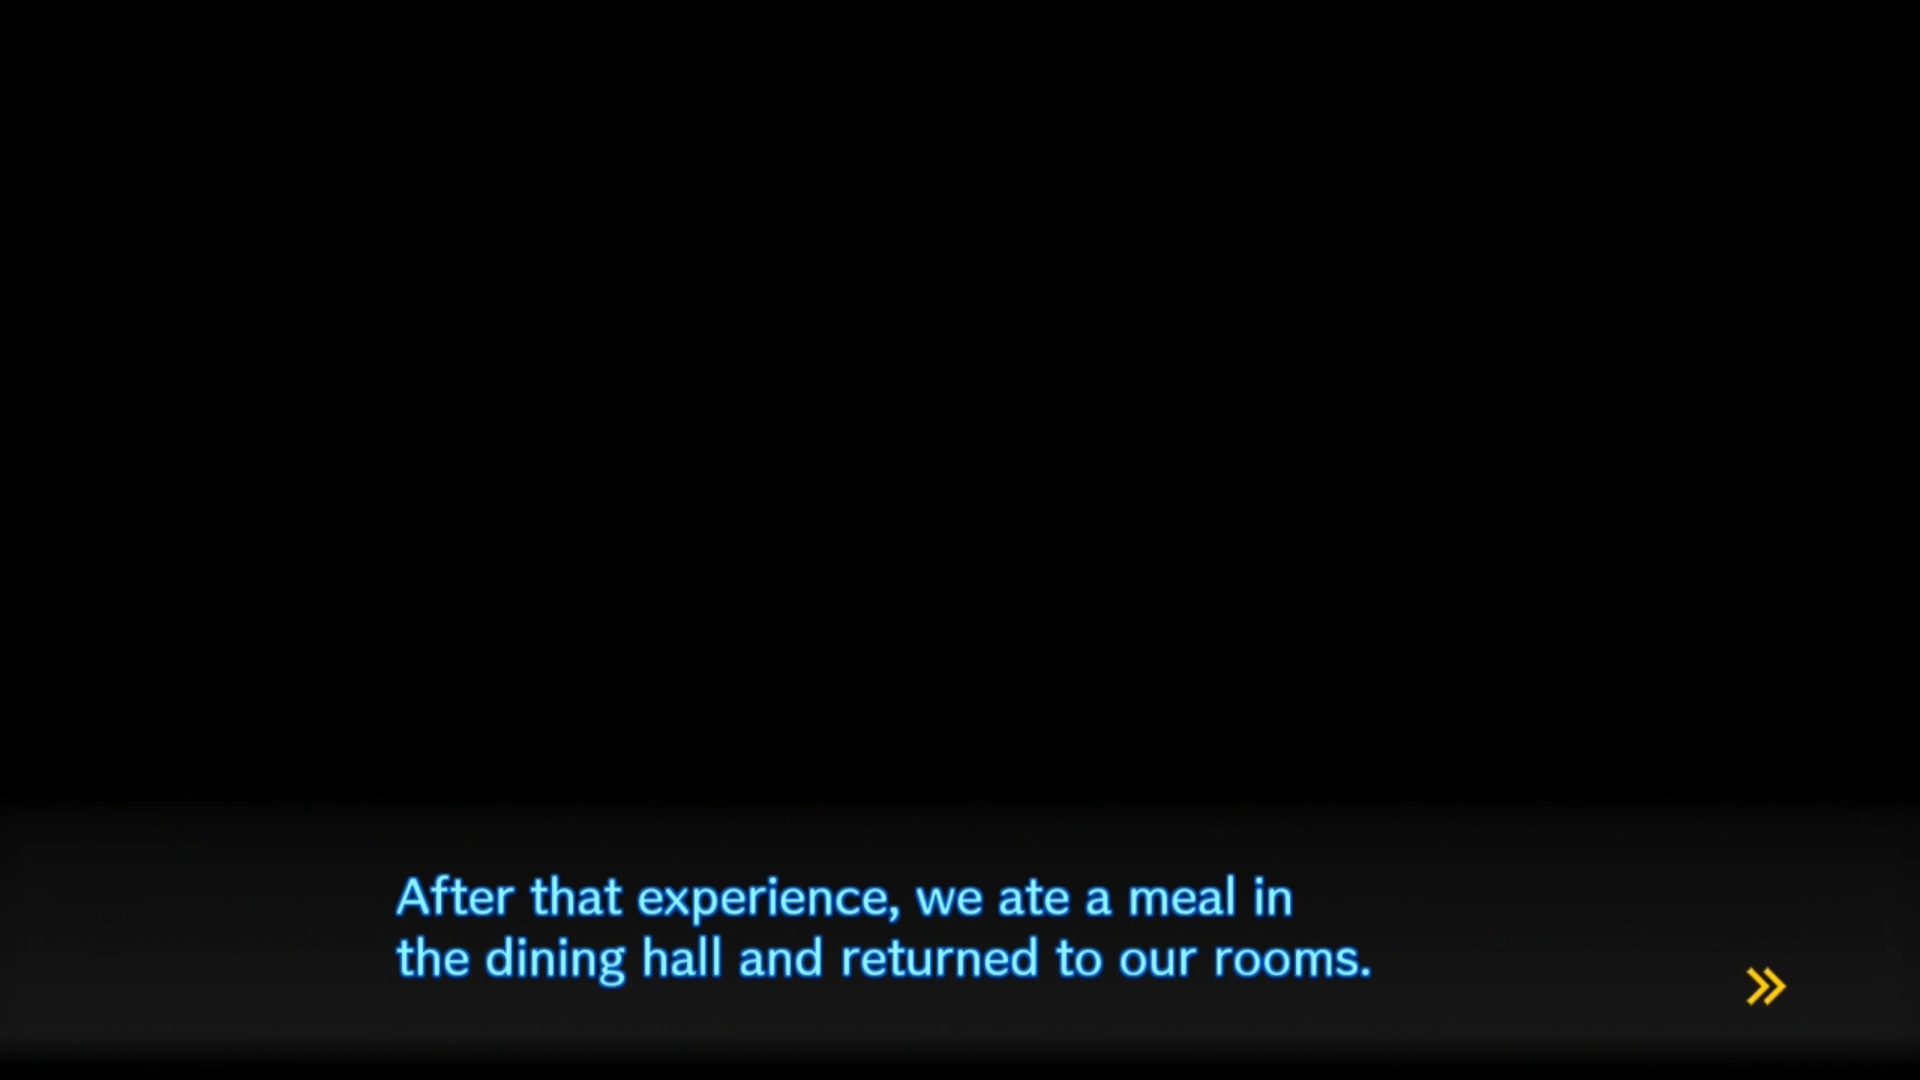 After that experience, we ate a meal in
the dining hall and returned to our rooms.